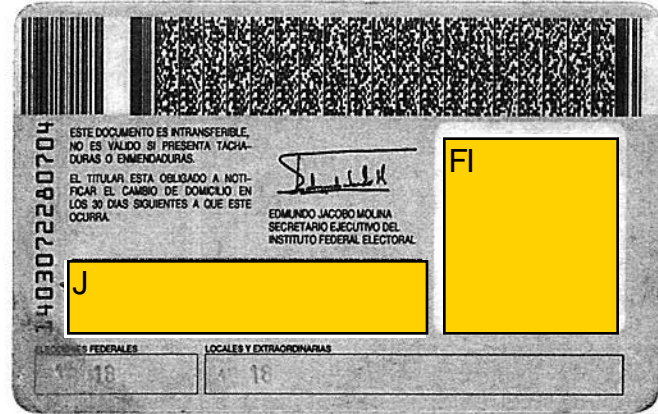 1403072280704
ESTE DOCUMENTO ES INTRANSFERIBLE,
NO ES VÁLIDO SI PRESENTA TACHA-
DURAS O ENMENDADURAS.
EL TITULAR ESTA OBLIGADO A NOTI-
FICAR EL CAMBIO DE DOMICILIO EN
LOS 30 DIAS SIGUIENTES A QUE ESTE
OCURRA.
EDMUNDO JACOBO MOLINA
SECRETARIO EJECUTIVO DEL
INSTITUTO FEDERAL ELECTORAL
FI
J
FEDERALES
LOCALES Y EXTRAORDINARIAS
18
18